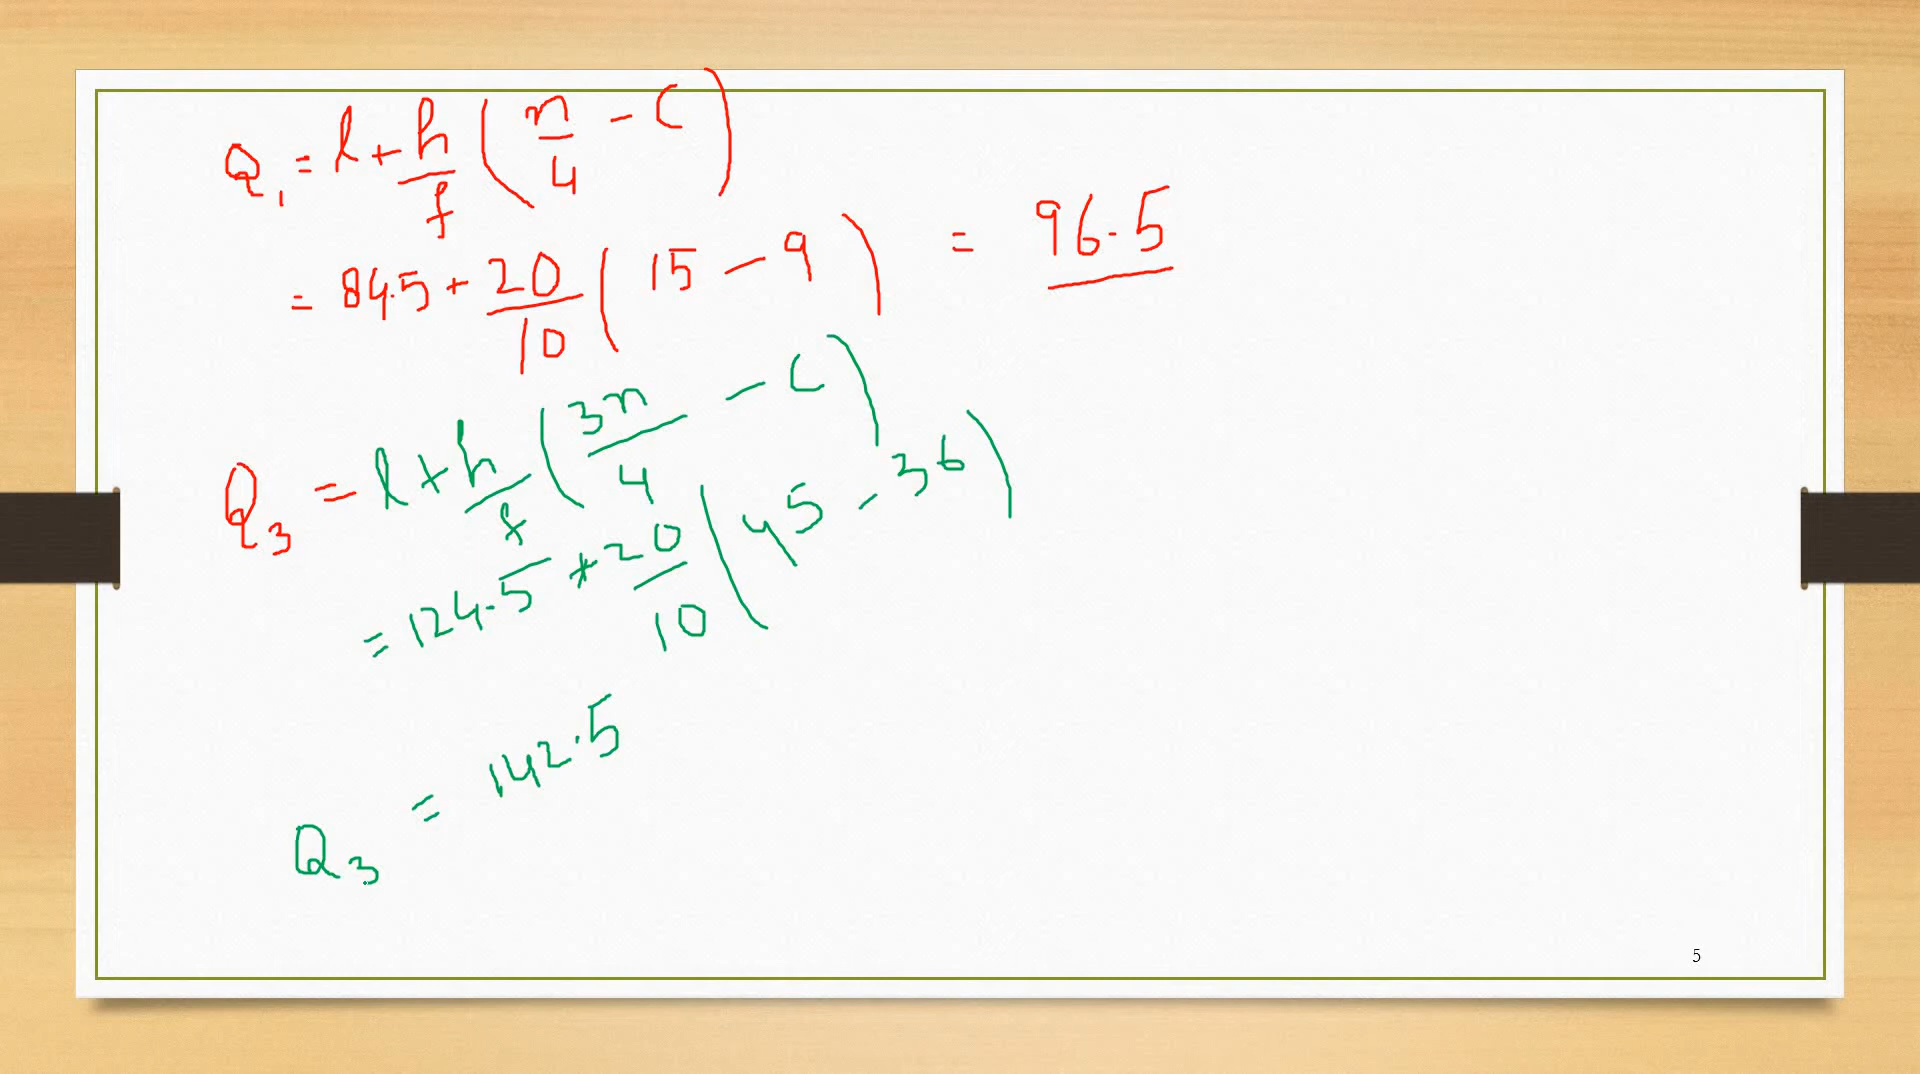 Q₁ = l + h/f (n/4 - C)
= 84.5 + 20/10 (15 - 9) = 96.5
Q₃ = l + h/f (3n/4 - C)
= 124.5 + 20/10 (45 - 36)
Q₃ = 142.5
5